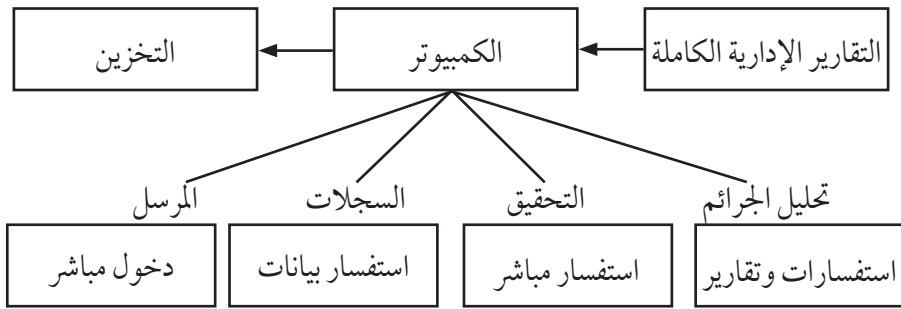 التقارير الإدارية الكاملة
الكمبيوتر
التخزين
تحليل الجرائم
التحقيق
السجلات
المرسل
استفسارات وتقارير
استفسار مباشر
استفسار بيانات
دخول مباشر